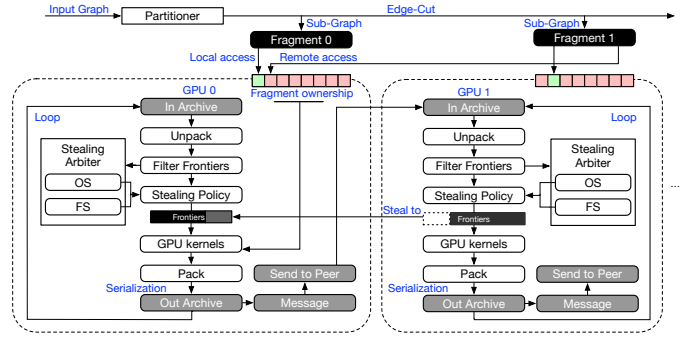 Input Graph
Partitioner
Edge-Cut
Sub-Graph
Sub-Graph
Fragment 0
Fragment 1
Local access
Remote access
GPU 0
Fragment ownership
In Archive
Loop
Unpack
Stealing
Arbiter
Filter Frontiers
OS
Stealing Policy
FS
Frontiers
GPU kernels
Pack
Send to Peer
Serialization
Out Archive
Message
Steal to
GPU 1
In Archive
Loop
Unpack
Stealing
Arbiter
Filter Frontiers
OS
Stealing Policy
FS
Frontiers
GPU kernels
Pack
Send to Peer
Serialization
Out Archive
Message
...